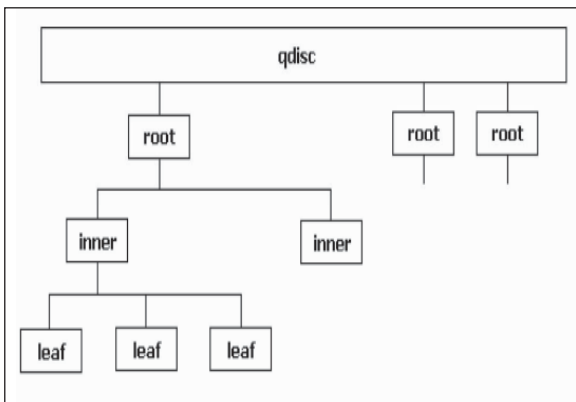 qdisc
root root root
inner inner
leaf leaf leaf